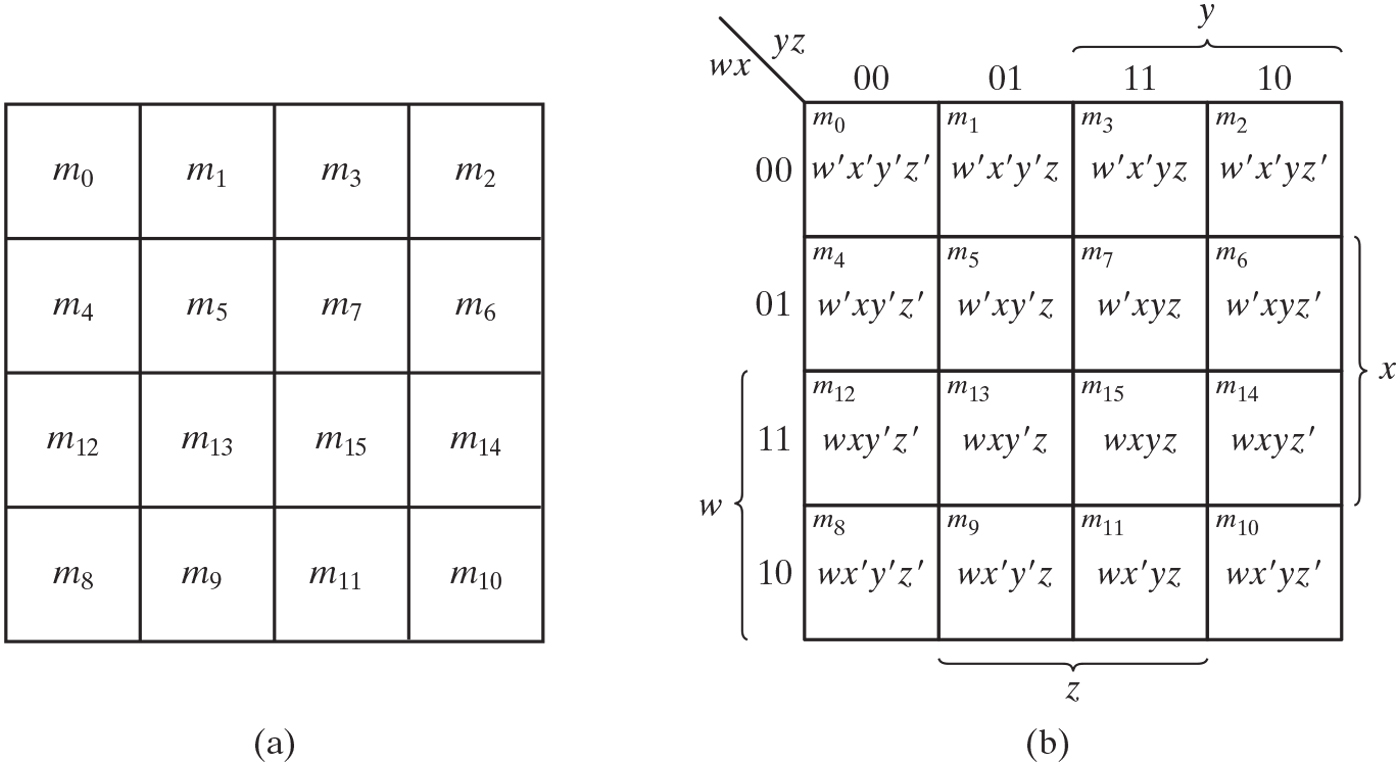 m0 m1 m3 m2
m4 m5 m7 m6
m12 m13 m15 m14
m8 m9 m11 m10
(a)
y
yz
wx
00 01 11 10
m0 m1 m3 m2
00 w'x'y'z' w'x'y'z w'x'yz w'x'yz'
m4 m5 m7 m6
01 w'xy'z' w'xy'z w'xyz w'xyz'
x
m12 m13 m15 m14
11 wxy'z' wxy'z wxyz wxyz'
w
m8 m9 m11 m10
10 wx'y'z' wx'y'z wx'yz wx'yz'
z
(b)